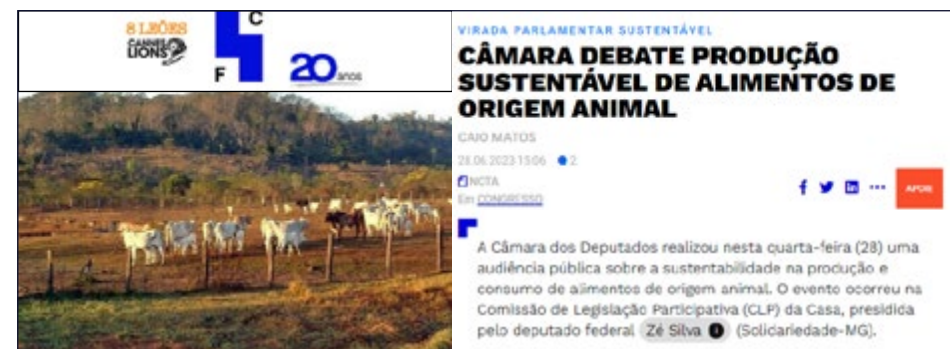 8 LEÕES
CANNES
LIONS
C
F
20 anos
VIRADA PARLAMENTAR SUSTENTÁVEL
CÂMARA DEBATE PRODUÇÃO
SUSTENTÁVEL DE ALIMENTOS DE
ORIGEM ANIMAL
CAIO MATOS
28.06.2023 15:06 2
Em CONGRESSO
APOIE
A Câmara dos Deputados realizou nesta quarta-feira (28) uma
audiência pública sobre a sustentabilidade na produção e
consumo de alimentos de origem animal. O evento ocorreu na
Comissão de Legislação Participativa (CLP) da Casa, presidida
pelo deputado federal Zé Silva (Solidariedade-MG).